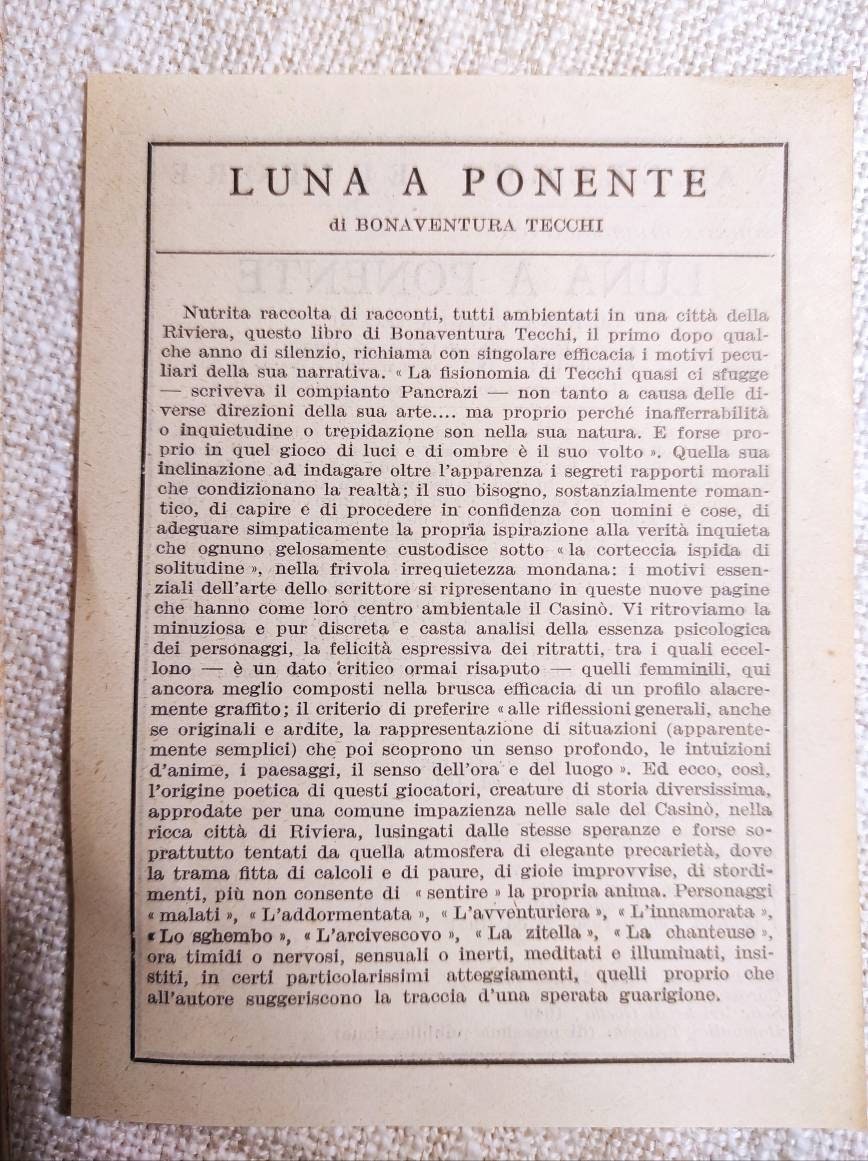 LUNA A PONENTE
di BONAVENTURA TECCHI
Nutrita raccolta di racconti, tutti ambientati in una città della
Riviera, questo libro di Bonaventura Tecchi, il primo dopo qual-
che anno di silenzio, richiama con singolare efficacia i motivi pecu-
liari della sua narrativa. « La fisionomia di Tecchi quasi ci sfugge
— scriveva il compianto Pancrazi — non tanto a causa delle di-
verse direzioni della sua arte.... ma proprio perché inafferrabilità
o inquietudine o trepidazione son nella sua natura. E forse pro-
prio in quel gioco di luci e di ombre è il suo volto ». Quella sua
inclinazione ad indagare oltre l'apparenza i segreti rapporti morali
che condizionano la realtà; il suo bisogno, sostanzialmente roman-
tico, di capire e di procedere in confidenza con uomini e cose, di
adeguare simpaticamente la propria ispirazione alla verità inquieta
che ognuno gelosamente custodisce sotto « la corteccia ispida di
solitudine », nella frivola irrequietezza mondana: i motivi essen-
ziali dell'arte dello scrittore si ripresentano in queste nuove pagine
che hanno come loro centro ambientale il Casinò. Vi ritroviamo la
minuziosa e pur discreta e casta analisi della essenza psicologica
dei personaggi, la felicità espressiva dei ritratti, tra i quali eccel-
lono — è un dato critico ormai risaputo — quelli femminili, qui
ancora meglio composti nella brusca efficacia di un profilo alacre-
mente graffito; il criterio di preferire « alle riflessioni generali, anche
se originali e ardite, la rappresentazione di situazioni (apparente-
mente semplici) che poi scoprono un senso profondo, le intuizioni
d'anime, i paesaggi, il senso dell'ora e del luogo ». Ed ecco, così,
l'origine poetica di questi giocatori, creature di storia diversissima,
approdate per una comune impazienza nelle sale del Casinò, nella
ricca città di Riviera, lusingati dalle stesse speranze e forse so-
prattutto tentati da quella atmosfera di elegante precarietà, dove
la trama fitta di calcoli e di paure, di gioie improvvise, di stordi-
menti, più non consente di « sentire » la propria anima. Personaggi
« malati », « L'addormentata », « L'avventuriera », « L'innamorata »,
« Lo sghembo », « L'arcivescovo », « La zitella », « La chanteuse »,
ora timidi o nervosi, sensuali o inerti, meditati e illuminati, insi-
stiti, in certi particolarissimi atteggiamenti, quelli proprio che
all'autore suggeriscono la traccia d'una sperata guarigione.